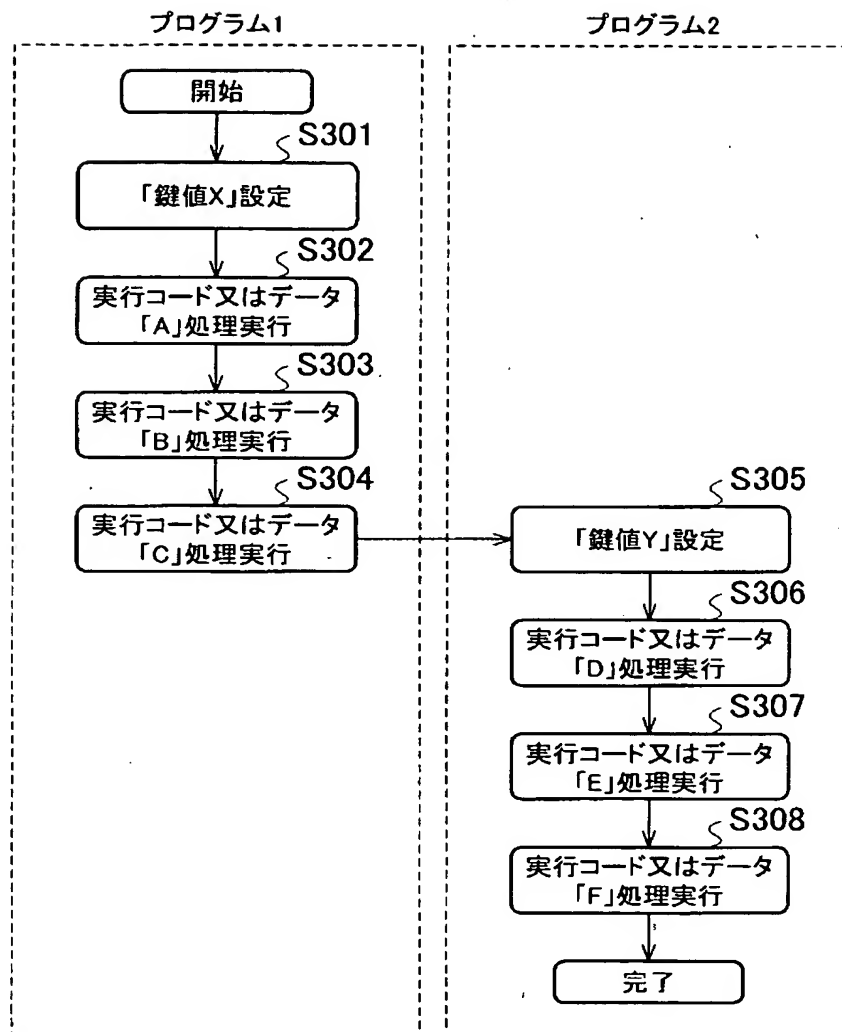 プログラム1
プログラム2
開始
S301
「鍵値X」設定
S302
実行コード又はデータ
「A」処理実行
S303
実行コード又はデータ
「B」処理実行
S304
実行コード又はデータ
「C」処理実行
S305
「鍵値Y」設定
S306
実行コード又はデータ
「D」処理実行
S307
実行コード又はデータ
「E」処理実行
S308
実行コード又はデータ
「F」処理実行
完了